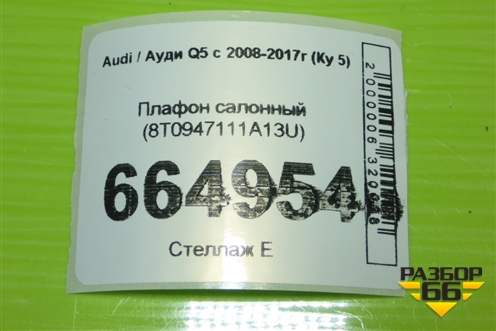 Audi / Ауди Q5 с 2008-2017г (Ку 5)
Плафон салонный
(8T0947111A13U)
664954
Стеллаж Е
РАЗБОР
66